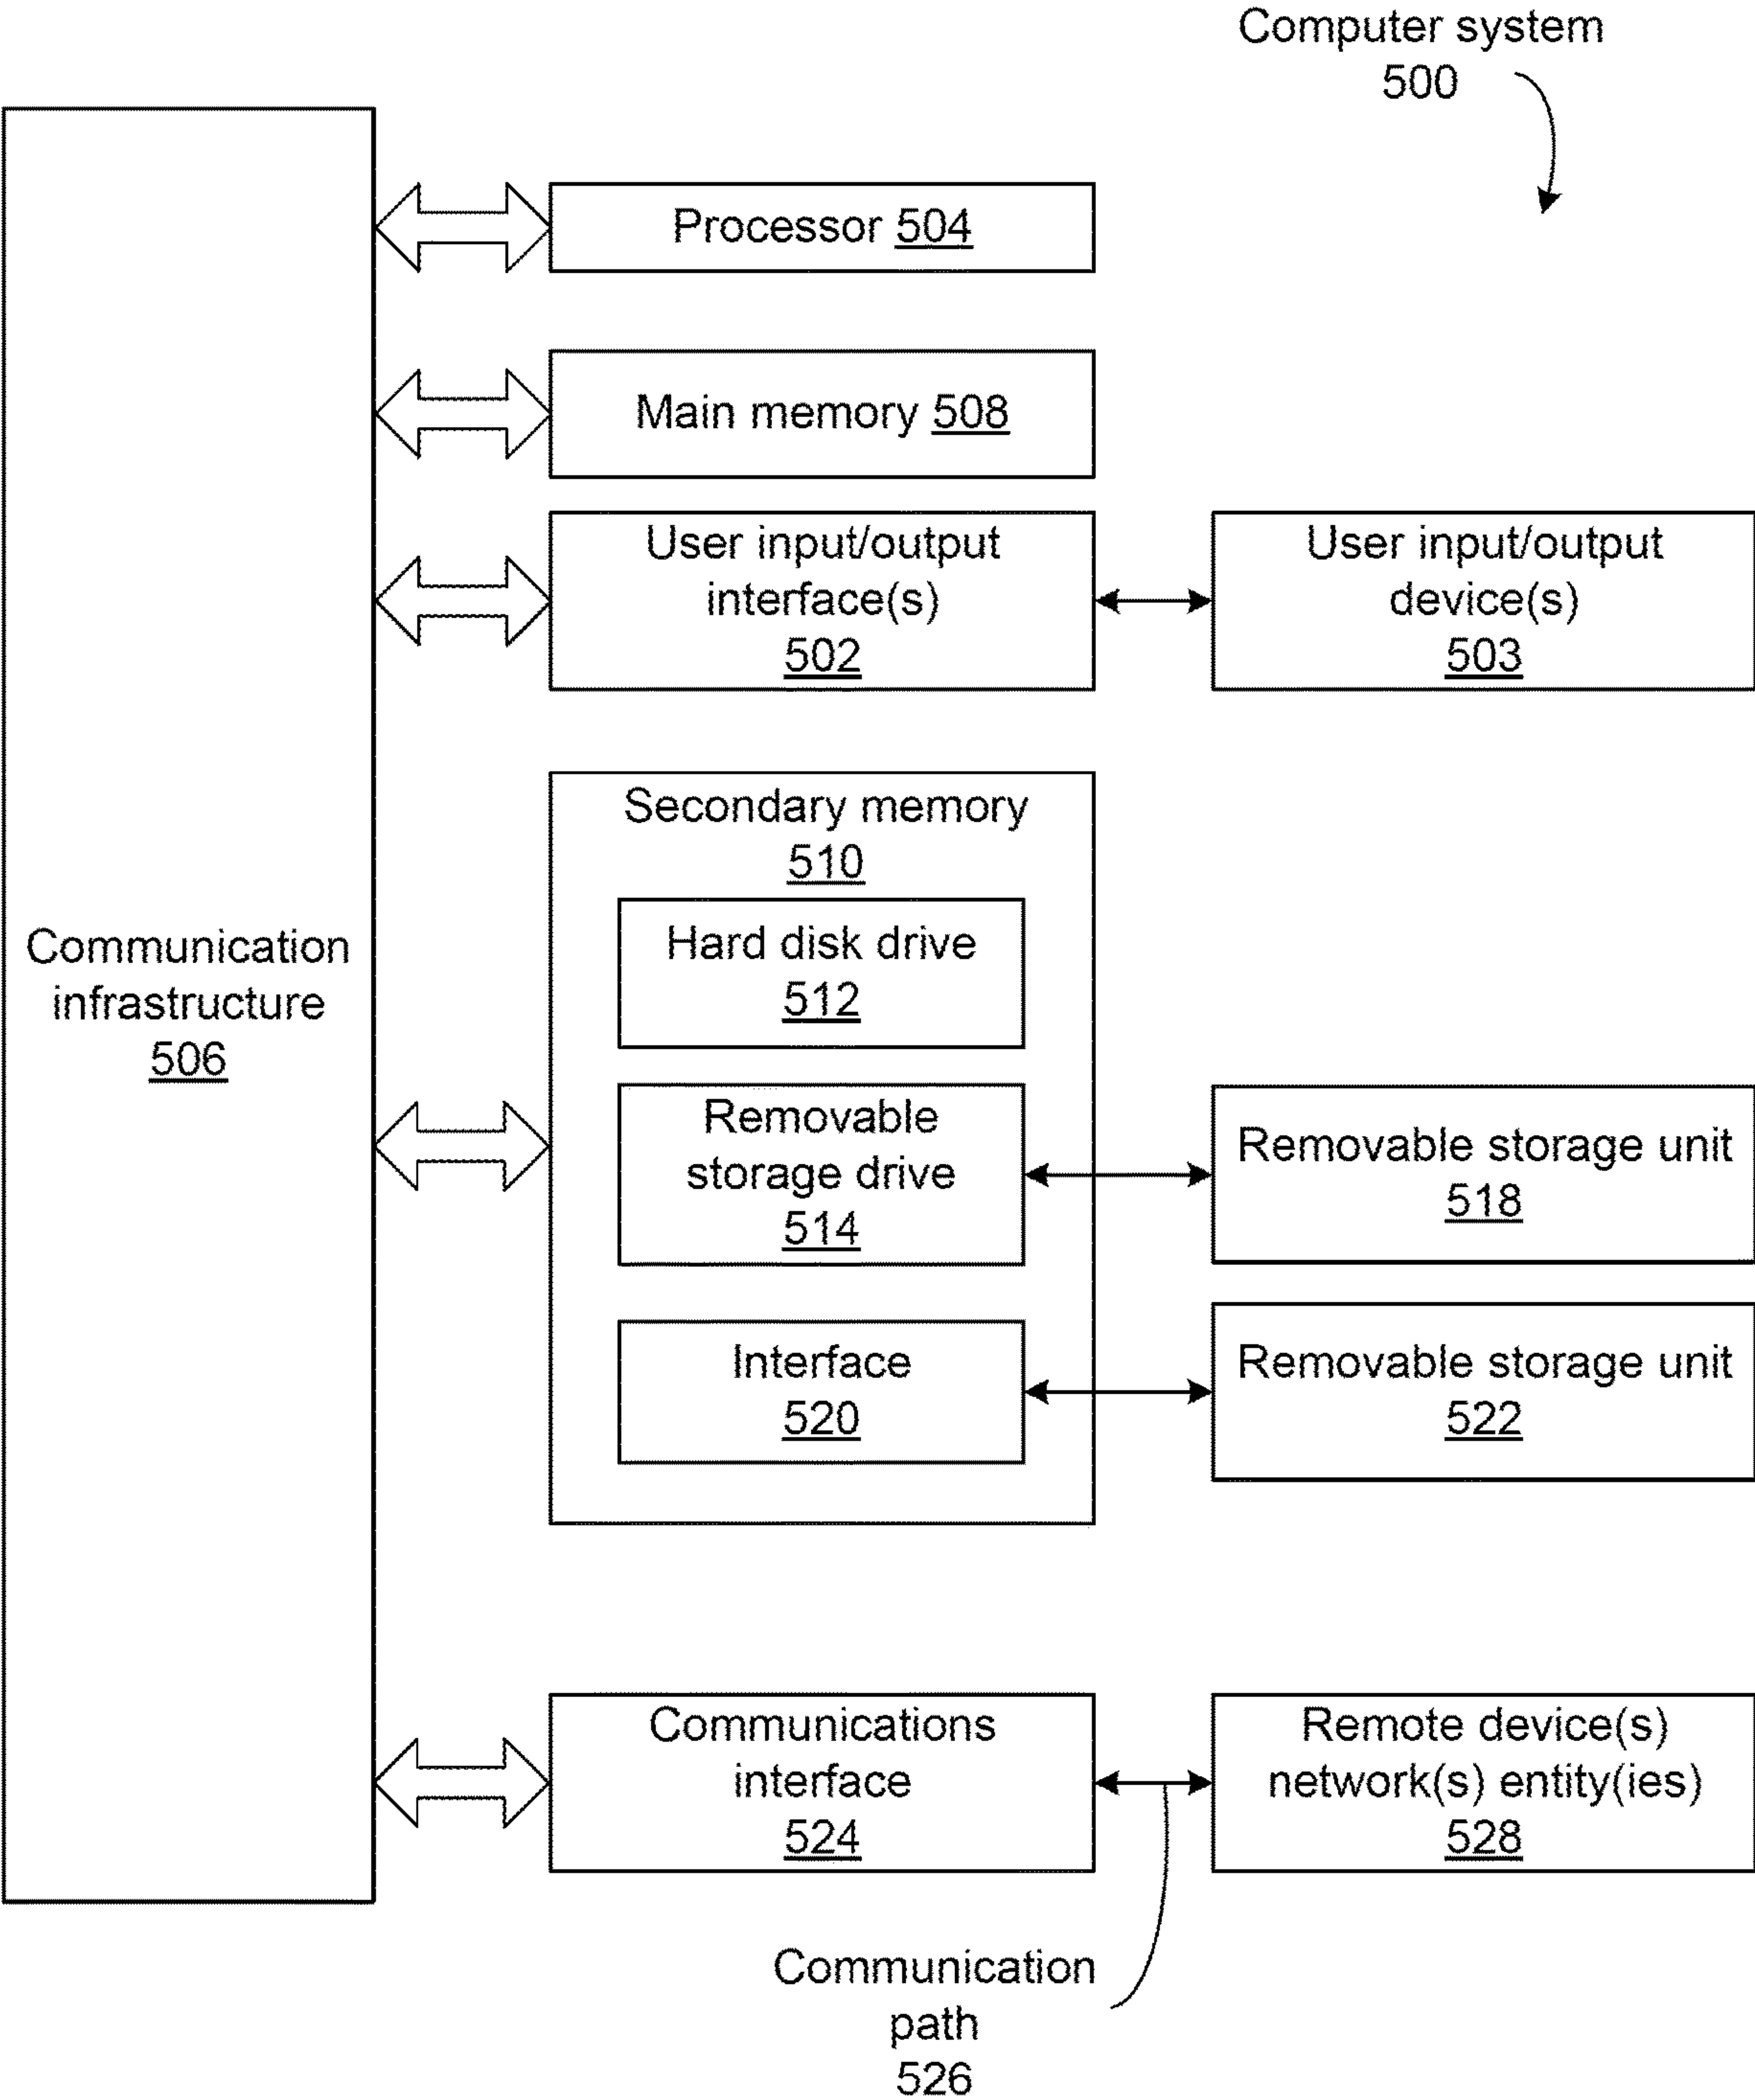 Computer system
500
Processor 504
Main memory 508
User input/output
interface(s)
502
User input/output
device(s)
503
Secondary memory
510
Hard disk drive
512
Communication
infrastructure
506
Removable
storage drive
514
Removable storage unit
518
Interface
520
Removable storage unit
522
Communications
interface
524
Remote device(s)
network(s) entity(ies)
528
Communication
path
526